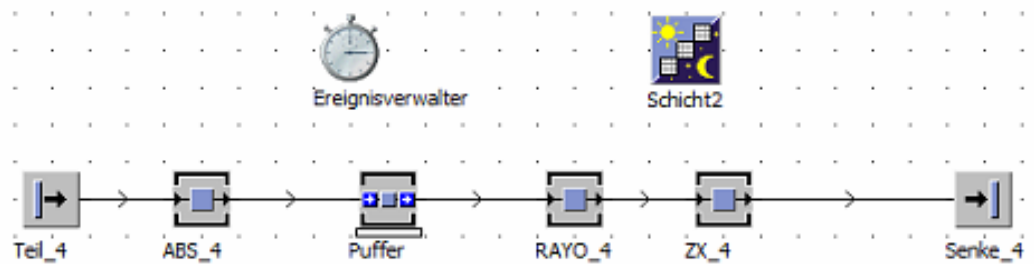 Ereignisverwalter
Schicht2
Teil_4
ABS_4
Puffer
RAYO_4
ZX_4
Senke_4